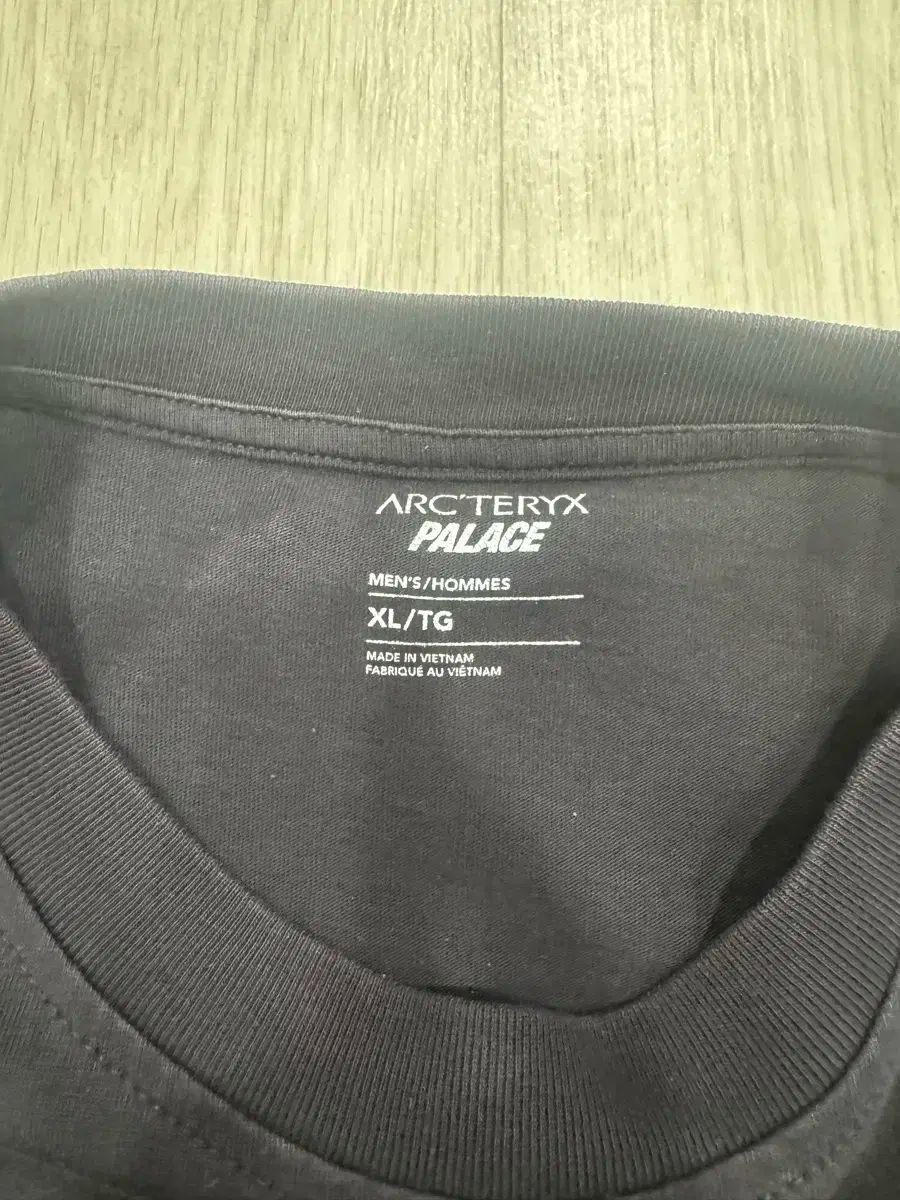 ARC'TERYX
PALACE
MEN'S/HOMMES
XL/TG
MADE IN VIETNAM
FABRIQUÉ AU VIÊTNAM